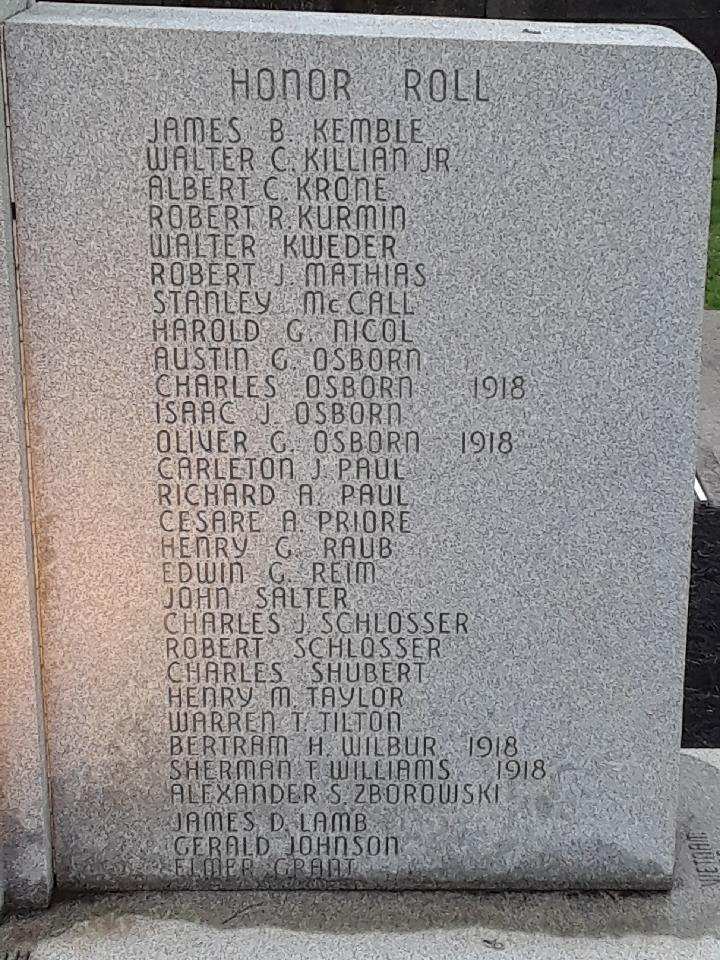 HONOR ROLL
JAMES B KEMBLE
WALTER C. KILLIAN JR.
ALBERT C. KRONE
ROBERT R. KURMIN
WALTER KWEDER
ROBERT J. MATHIAS
STANLEY McCALL
HAROLD G. NICOL
AUSTIN G. OSBORN
CHARLES OSBORN 1918
ISAAC J. OSBORN
OLIVER G. OSBORN 1918
CARLETON J. PAUL
RICHARD A. PAUL
CESARE A. PRIORE
HENRY G. RAUB
EDWIN G. REIM
JOHN SALTER
CHARLES J. SCHLOSSER
ROBERT SCHLOSSER
CHARLES SHUBERT
HENRY M. TAYLOR
WARREN T. TILTON
BERTRAM H. WILBUR 1918
SHERMAN T. WILLIAMS 1918
ALEXANDER S. ZBOROWSKI
JAMES D. LAMB
GERALD JOHNSON
ELMER GRANT
VIETNAM